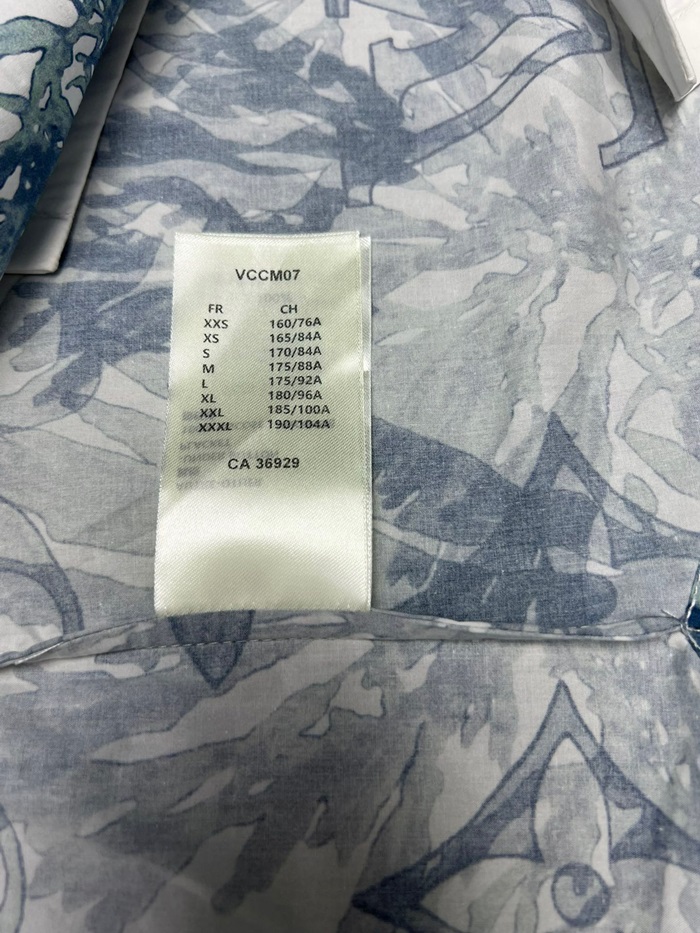 VCCM07
FR CH
XXS 160/76A
XS 165/84A
S 170/84A
M 175/88A
L 175/92A
XL 180/96A
XXL 185/100A
XXXL 190/104A
CA 36929